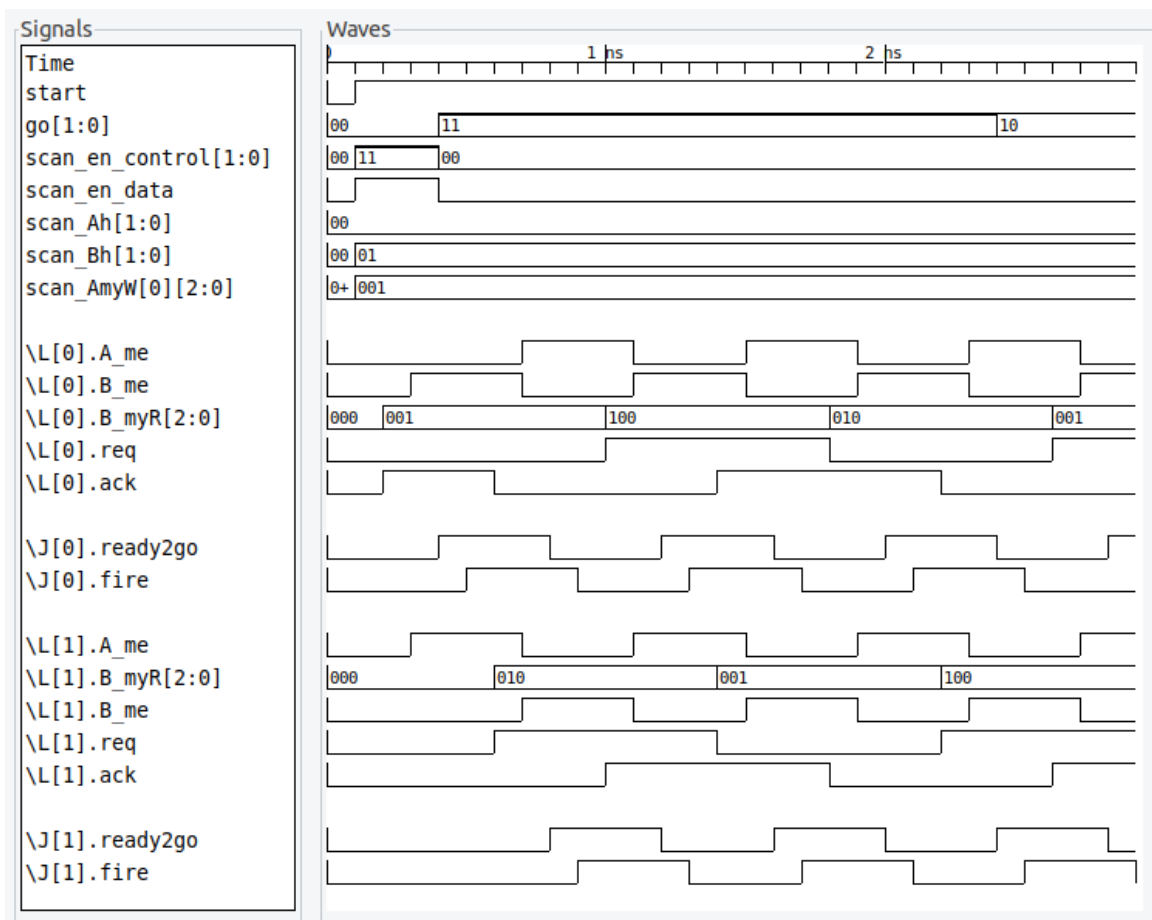 Signals Waves
Time 1 ns 2 ns
start
go[1:0] 00 11 10
scan_en_control[1:0] 00 11 00
scan_en_data
scan_Ah[1:0] 00
scan_Bh[1:0] 00 01
scan_AmyW[0][2:0] 0+ 001
\L[0].A_me
\L[0].B_me
\L[0].B_myR[2:0] 000 001 100 010 001
\L[0].req
\L[0].ack
\J[0].ready2go
\J[0].fire
\L[1].A_me
\L[1].B_myR[2:0] 000 010 001 100
\L[1].B_me
\L[1].req
\L[1].ack
\J[1].ready2go
\J[1].fire